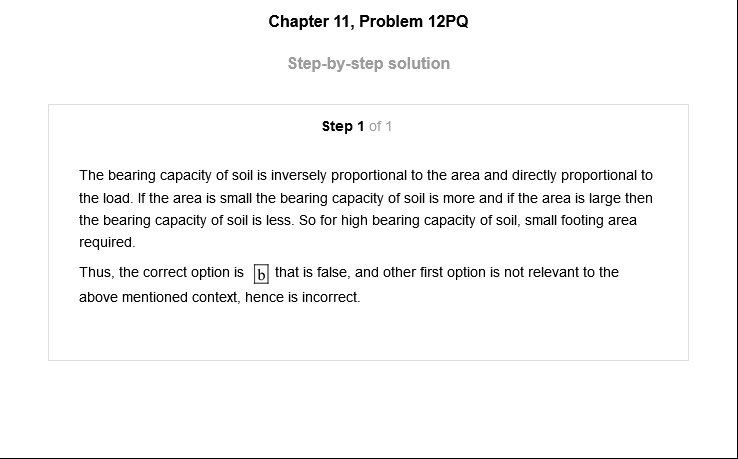 Chapter 11, Problem 12PQ
Step-by-step solution
Step 1 of 1
The bearing capacity of soil is inversely proportional to the area and directly proportional to
the load. If the area is small the bearing capacity of soil is more and if the area is large then
the bearing capacity of soil is less. So for high bearing capacity of soil, small footing area
required.
Thus, the correct option is b that is false, and other first option is not relevant to the
above mentioned context, hence is incorrect.